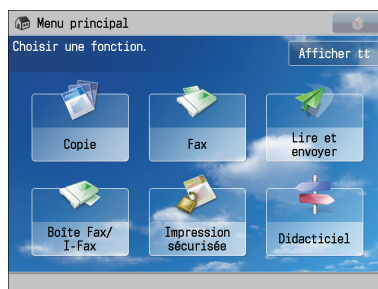 Menu principal
Choisir une fonction.
Afficher tt
Copie
Fax
Lire et
envoyer
Boîte Fax/
I-Fax
Impression
sécurisée
Didacticiel